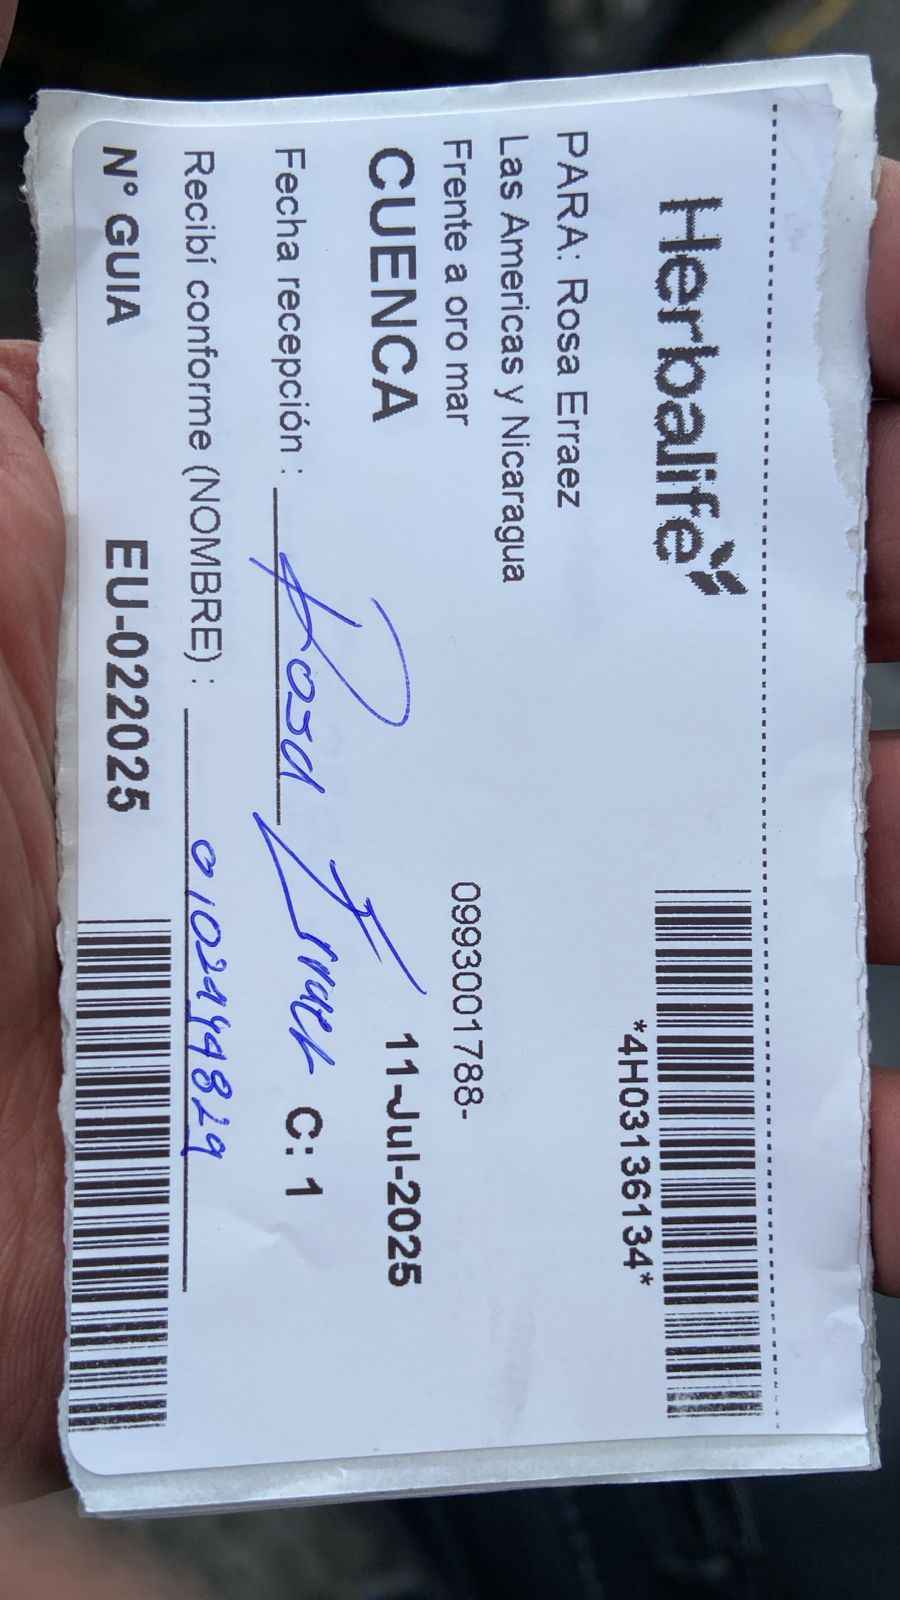 Herbalife
*4H03136134*
PARA: Rosa Erraez
Las Americas y Nicaragua
Frente a oro mar
0993001788-
CUENCA
11-Jul-2025
Fecha recepción : Rosa Erraez C: 1
Recibí conforme (NOMBRE) :
N° GUIA EU-022025